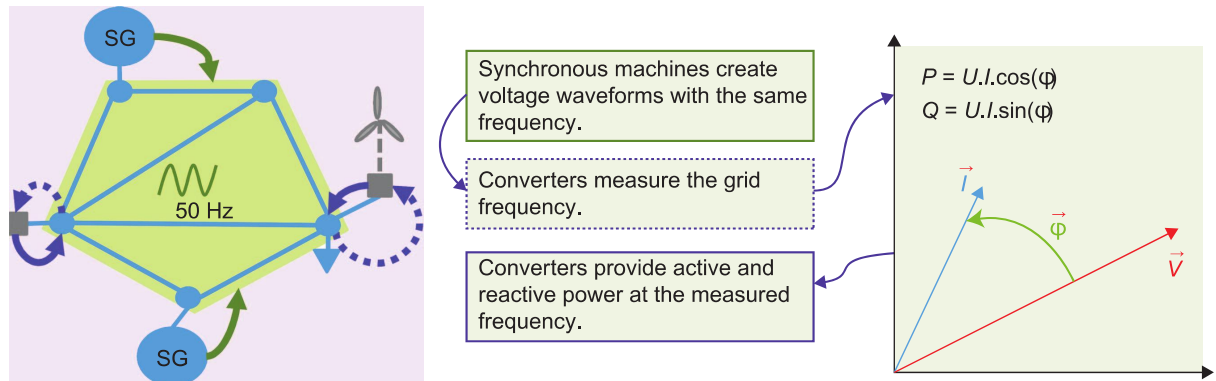 SG
50 Hz
SG
Synchronous machines create
voltage waveforms with the same
frequency.
Converters measure the grid
frequency.
Converters provide active and
reactive power at the measured
frequency.
P = U.I.cos(φ)
Q = U.I.sin(φ)
I⃗
φ⃗
V⃗